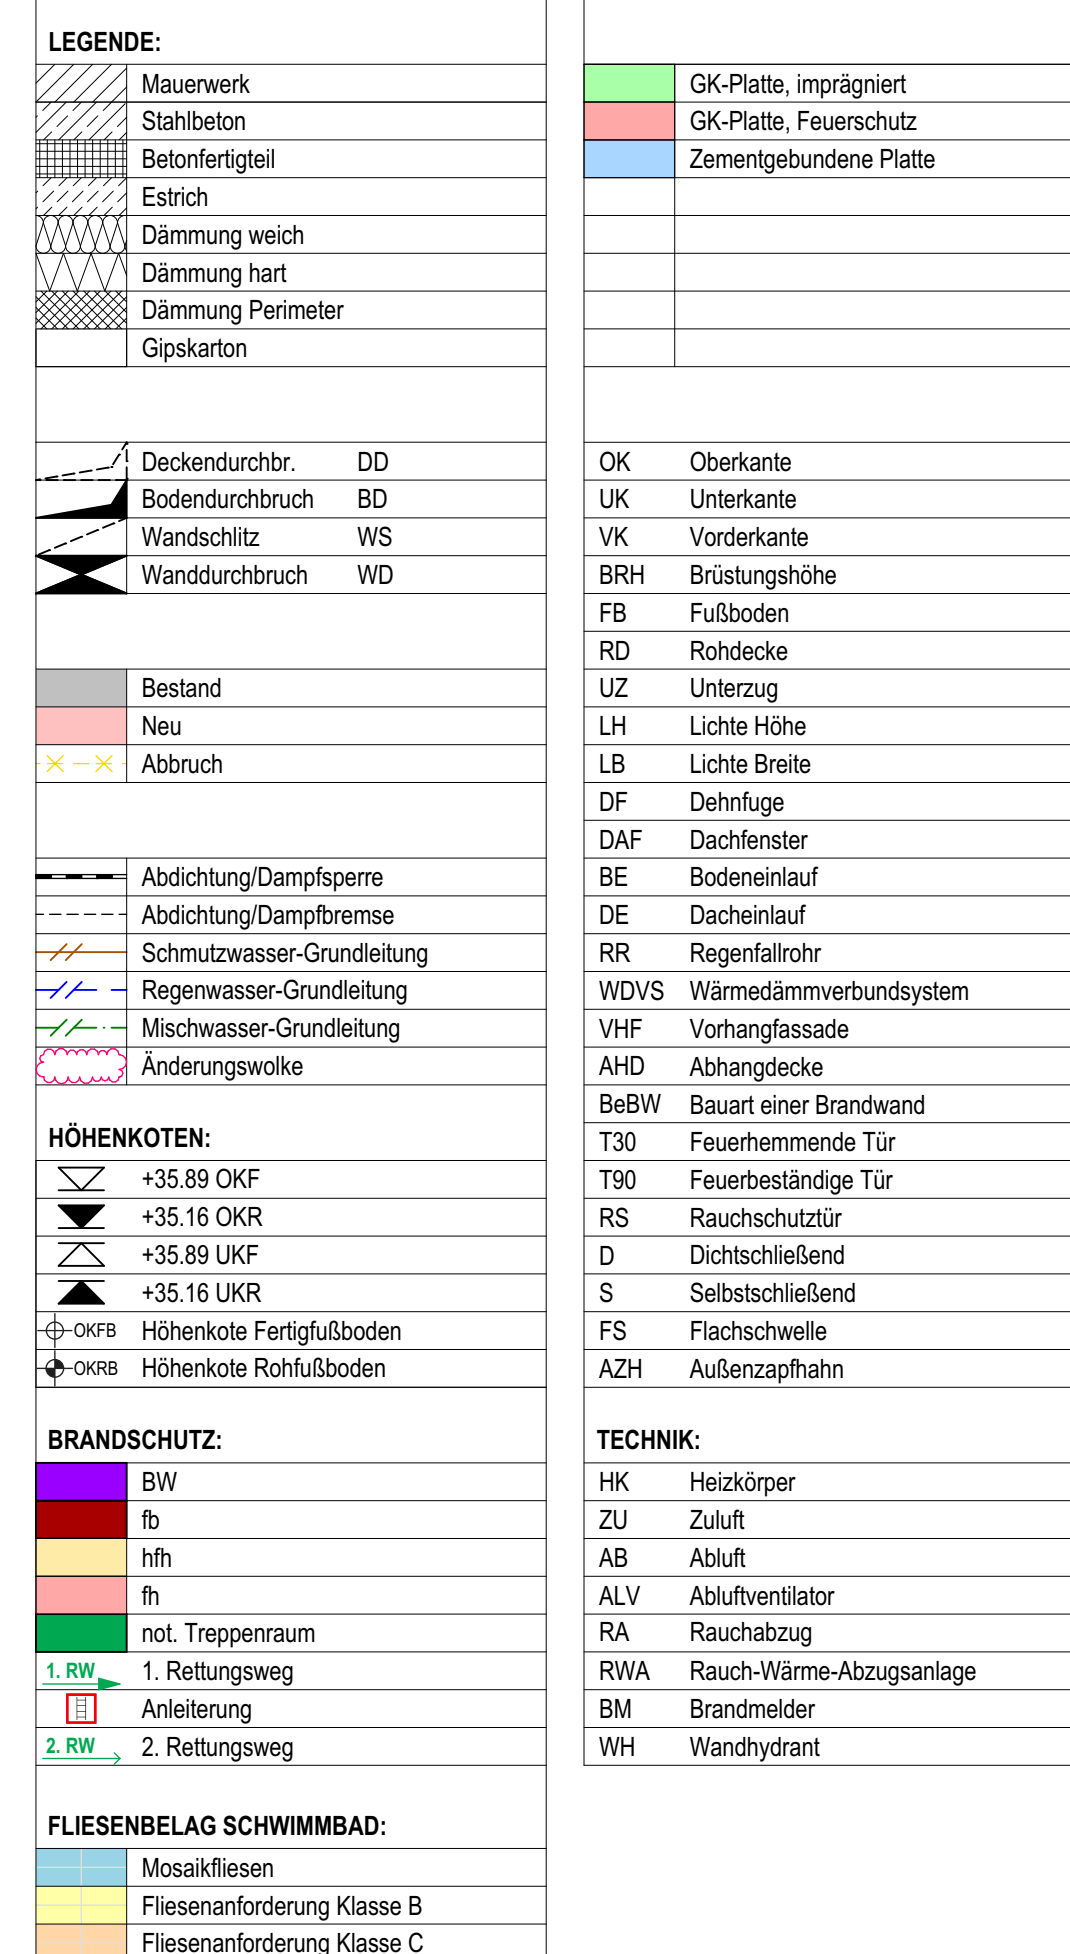 LEGENDE:
Mauerwerk
Stahlbeton
Betonfertigteil
Estrich
Dämmung weich
Dämmung hart
Dämmung Perimeter
Gipskarton
Deckendurchbr. DD
Bodendurchbruch BD
Wandschlitz WS
Wanddurchbruch WD
Bestand
Neu
Abbruch
Abdichtung/Dampfsperre
Abdichtung/Dampfbremse
Schmutzwasser-Grundleitung
Regenwasser-Grundleitung
Mischwasser-Grundleitung
Änderungswolke
HÖHENKOTEN:
+35.89 OKF
+35.16 OKR
+35.89 UKF
+35.16 UKR
OKFB Höhenkote Fertigfußboden
OKRB Höhenkote Rohfußboden
BRANDSCHUTZ:
BW
fb
hfh
fh
not. Treppenraum
1. RW 1. Rettungsweg
Anleiterung
2. RW 2. Rettungsweg
FLIESENBELAG SCHWIMMBAD:
Mosaikfliesen
Fliesenanforderung Klasse B
Fliesenanforderung Klasse C
GK-Platte, imprägniert
GK-Platte, Feuerschutz
Zementgebundene Platte
OK Oberkante
UK Unterkante
VK Vorderkante
BRH Brüstungshöhe
FB Fußboden
RD Rohdecke
UZ Unterzug
LH Lichte Höhe
LB Lichte Breite
DF Dehnfuge
DAF Dachfenster
BE Bodeneinlauf
DE Dacheinlauf
RR Regenfallrohr
WDVS Wärmedämmverbundsystem
VHF Vorhangfassade
AHD Abhangdecke
BeBW Bauart einer Brandwand
T30 Feuerhemmende Tür
T90 Feuerbeständige Tür
RS Rauchschutztür
D Dichtschließend
S Selbstschließend
FS Flachschwelle
AZH Außenzapfhahn
TECHNIK:
HK Heizkörper
ZU Zuluft
AB Abluft
ALV Abluftventilator
RA Rauchabzug
RWA Rauch-Wärme-Abzugsanlage
BM Brandmelder
WH Wandhydrant